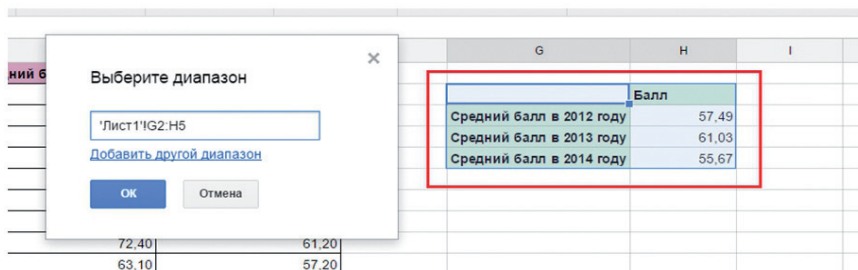 G H I
ний б
Выберите диапазон
×
'Лист1'!G2:H5
Добавить другой диапазон
ОК Отмена
Балл
Средний балл в 2012 году 57,49
Средний балл в 2013 году 61,03
Средний балл в 2014 году 55,67
72,40 61,20
63,10 57,20